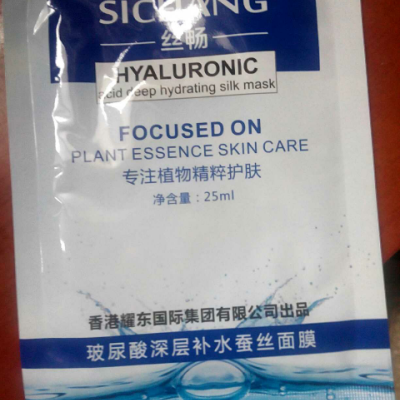 SICHANG
丝畅
HYALURONIC
acid deep hydrating silk mask
FOCUSED ON
PLANT ESSENCE SKIN CARE
专注植物精粹护肤
净含量:25ml
香港耀东国际集团有限公司出品
玻尿酸深层补水蚕丝面膜